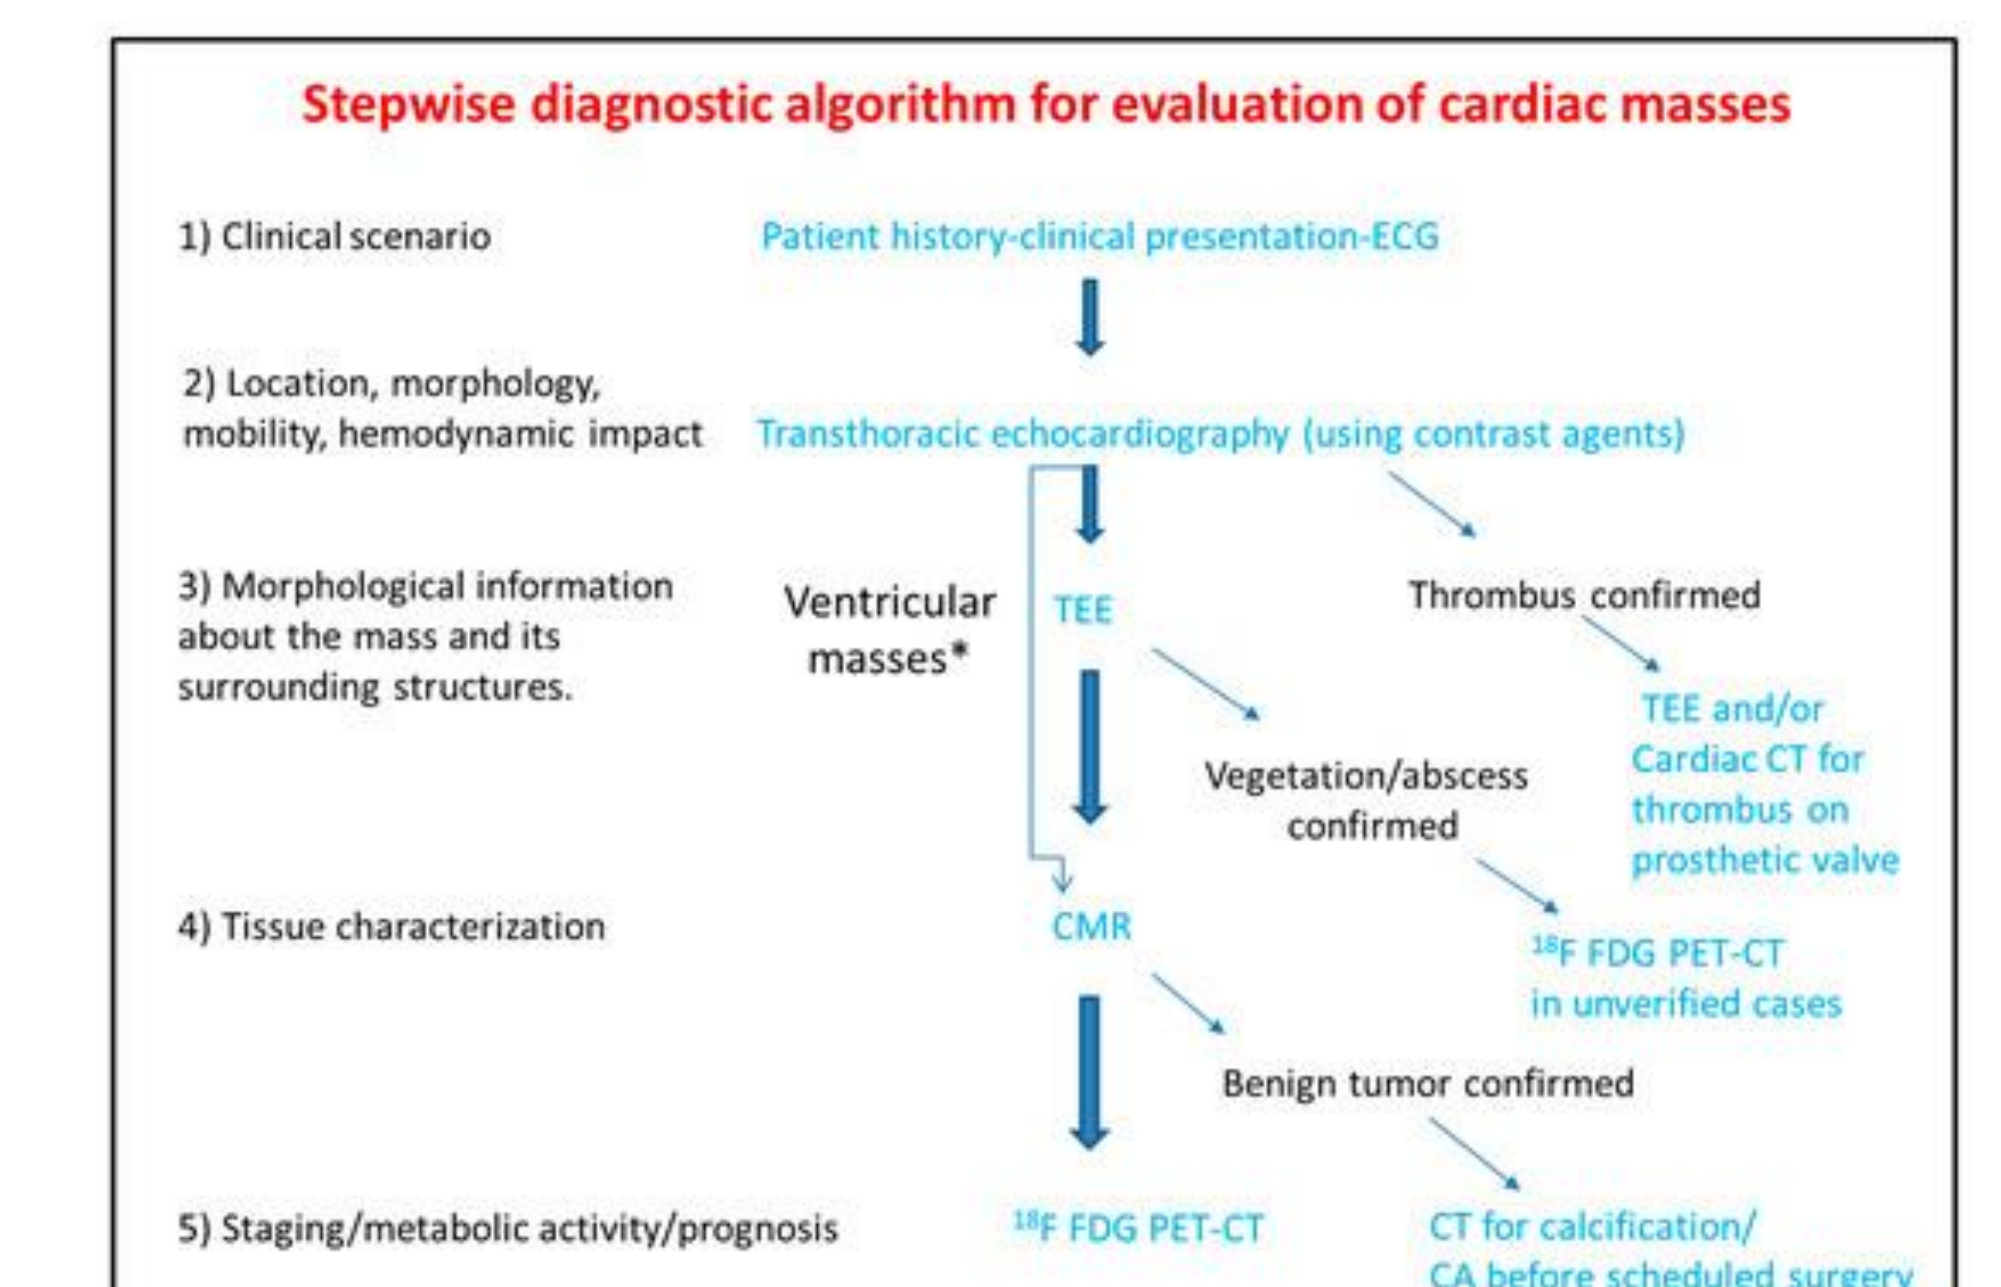 Stepwise diagnostic algorithm for evaluation of cardiac masses
1) Clinical scenario
Patient history-clinical presentation-ECG
2) Location, morphology,
mobility, hemodynamic impact
Transthoracic echocardiography (using contrast agents)
3) Morphological information
about the mass and its
surrounding structures.
Ventricular
masses*
TEE
Thrombus confirmed
TEE and/or
Cardiac CT for
thrombus on
prosthetic valve
Vegetation/abscess
confirmed
4) Tissue characterization
CMR
¹⁸F FDG PET-CT
in unverified cases
Benign tumor confirmed
5) Staging/metabolic activity/prognosis
¹⁸F FDG PET-CT
CT for calcification/
CA before scheduled surgery